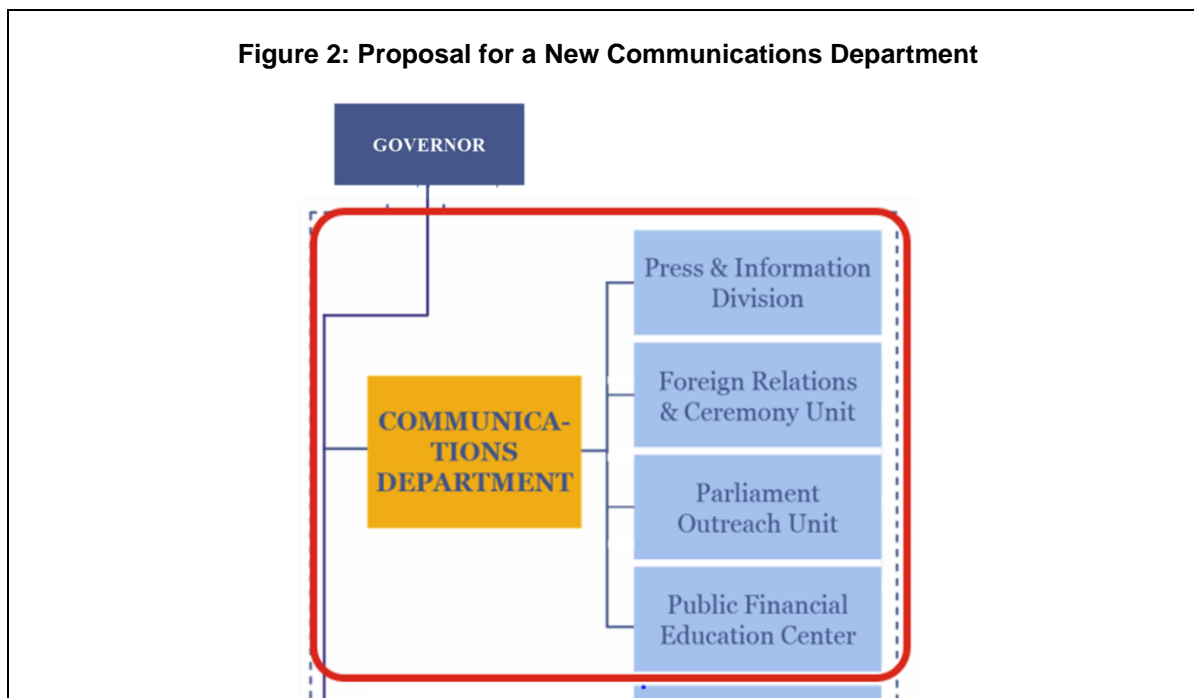 Figure 2: Proposal for a New Communications Department
GOVERNOR
COMMUNICA-
TIONS
DEPARTMENT
Press & Information
Division
Foreign Relations
& Ceremony Unit
Parliament
Outreach Unit
Public Financial
Education Center